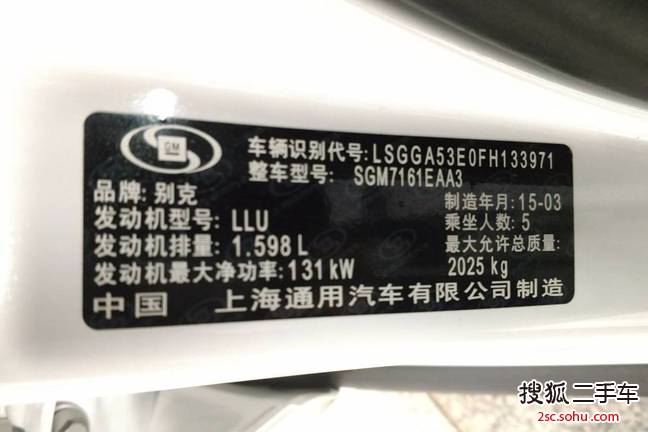 GM
车辆识别代号: LSGGA53E0FH133971
整车型号: SGM7161EAA3
品牌: 别克
制造年月: 15-03
发动机型号: LLU
乘坐人数: 5
发动机排量: 1.598 L
最大允许总质量:
发动机最大净功率: 131 kW
2025 kg
中国 上海通用汽车有限公司制造
搜狐二手车
2sc.sohu.com